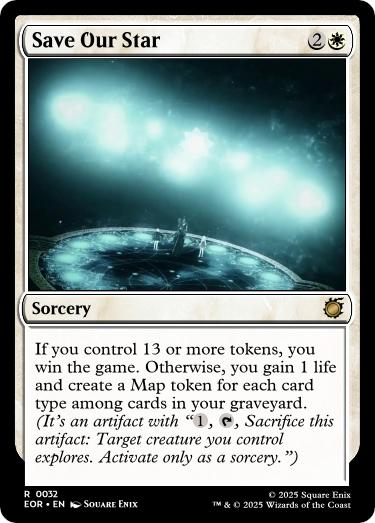 Save Our Star 2
Sorcery
If you control 13 or more tokens, you
win the game. Otherwise, you gain 1 life
and create a Map token for each card
type among cards in your graveyard.
(It's an artifact with “1, , Sacrifice this
artifact: Target creature you control
explores. Activate only as a sorcery.”)
R 0032
EOR • EN SQUARE ENIX
© 2025 Square Enix
™ & © 2025 Wizards of the Coast